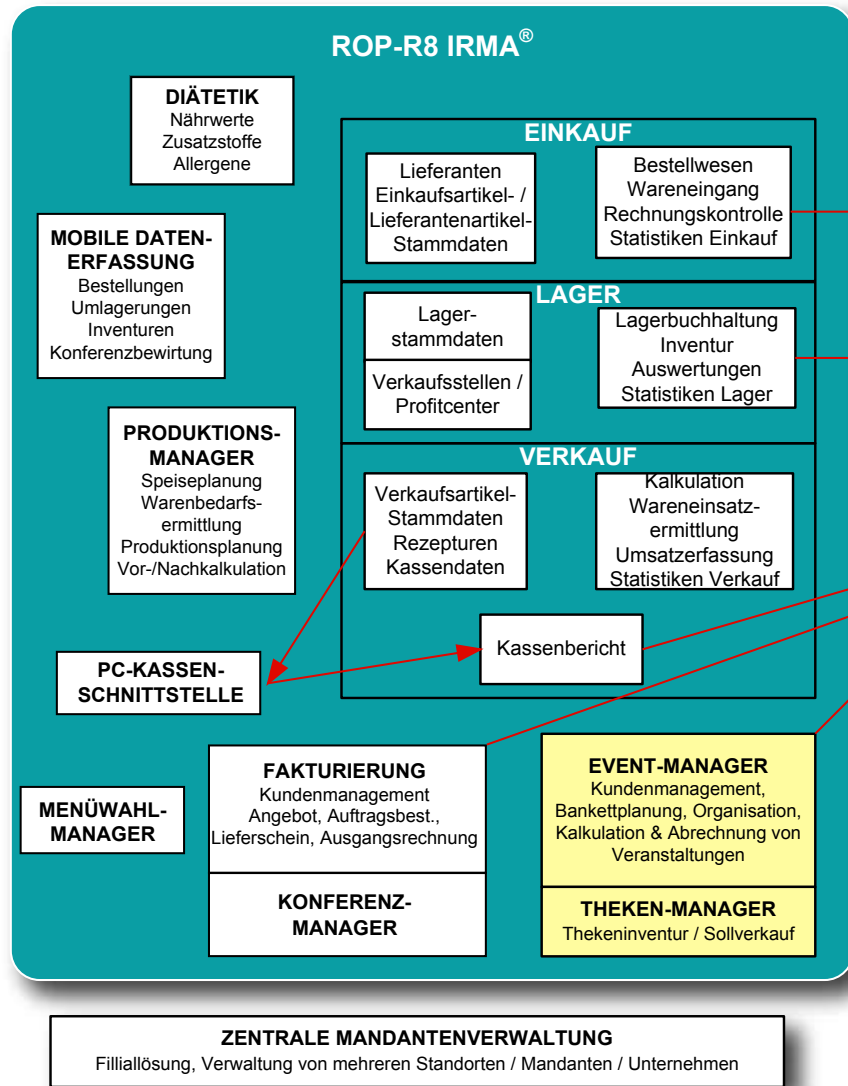 ROP-R8 IRMA®
DIÄTETIK
Nährwerte
Zusatzstoffe
Allergene
MOBILE DATEN-
ERFASSUNG
Bestellungen
Umlagerungen
Inventuren
Konferenzbewirtung
PRODUKTIONS-
MANAGER
Speiseplanung
Warenbedarfs-
ermittlung
Produktionsplanung
Vor-/Nachkalkulation
PC-KASSEN-
SCHNITTSTELLE
MENÜWAHL-
MANAGER
EINKAUF
Lieferanten
Einkaufsartikel- /
Lieferantenartikel-
Stammdaten
Bestellwesen
Wareneingang
Rechnungskontrolle
Statistiken Einkauf
LAGER
Lager-
stammdaten
Verkaufsstellen /
Profitcenter
Lagerbuchhaltung
Inventur
Auswertungen
Statistiken Lager
VERKAUF
Verkaufsartikel-
Stammdaten
Rezepturen
Kassendaten
Kalkulation
Wareneinsatz-
ermittlung
Umsatzerfassung
Statistiken Verkauf
Kassenbericht
FAKTURIERUNG
Kundenmanagement
Angebot, Auftragsbest.,
Lieferschein, Ausgangsrechnung
KONFERENZ-
MANAGER
EVENT-MANAGER
Kundenmanagement,
Bankettplanung, Organisation,
Kalkulation & Abrechnung von
Veranstaltungen
THEKEN-MANAGER
Thekeninventur / Sollverkauf
ZENTRALE MANDANTENVERWALTUNG
Filliallösung, Verwaltung von mehreren Standorten / Mandanten / Unternehmen